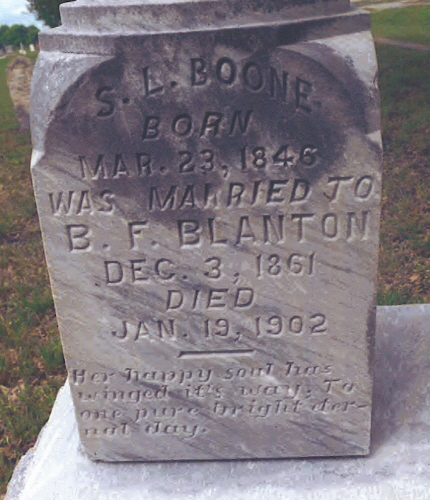 S. L. BOONE
BORN
MAR. 23, 1846
WAS MARRIED TO
B. F. BLANTON
DEC. 3, 1861
DIED
JAN. 19, 1902
Her happy soul has
winged it's way; To
one pure bright eter-
nal day.